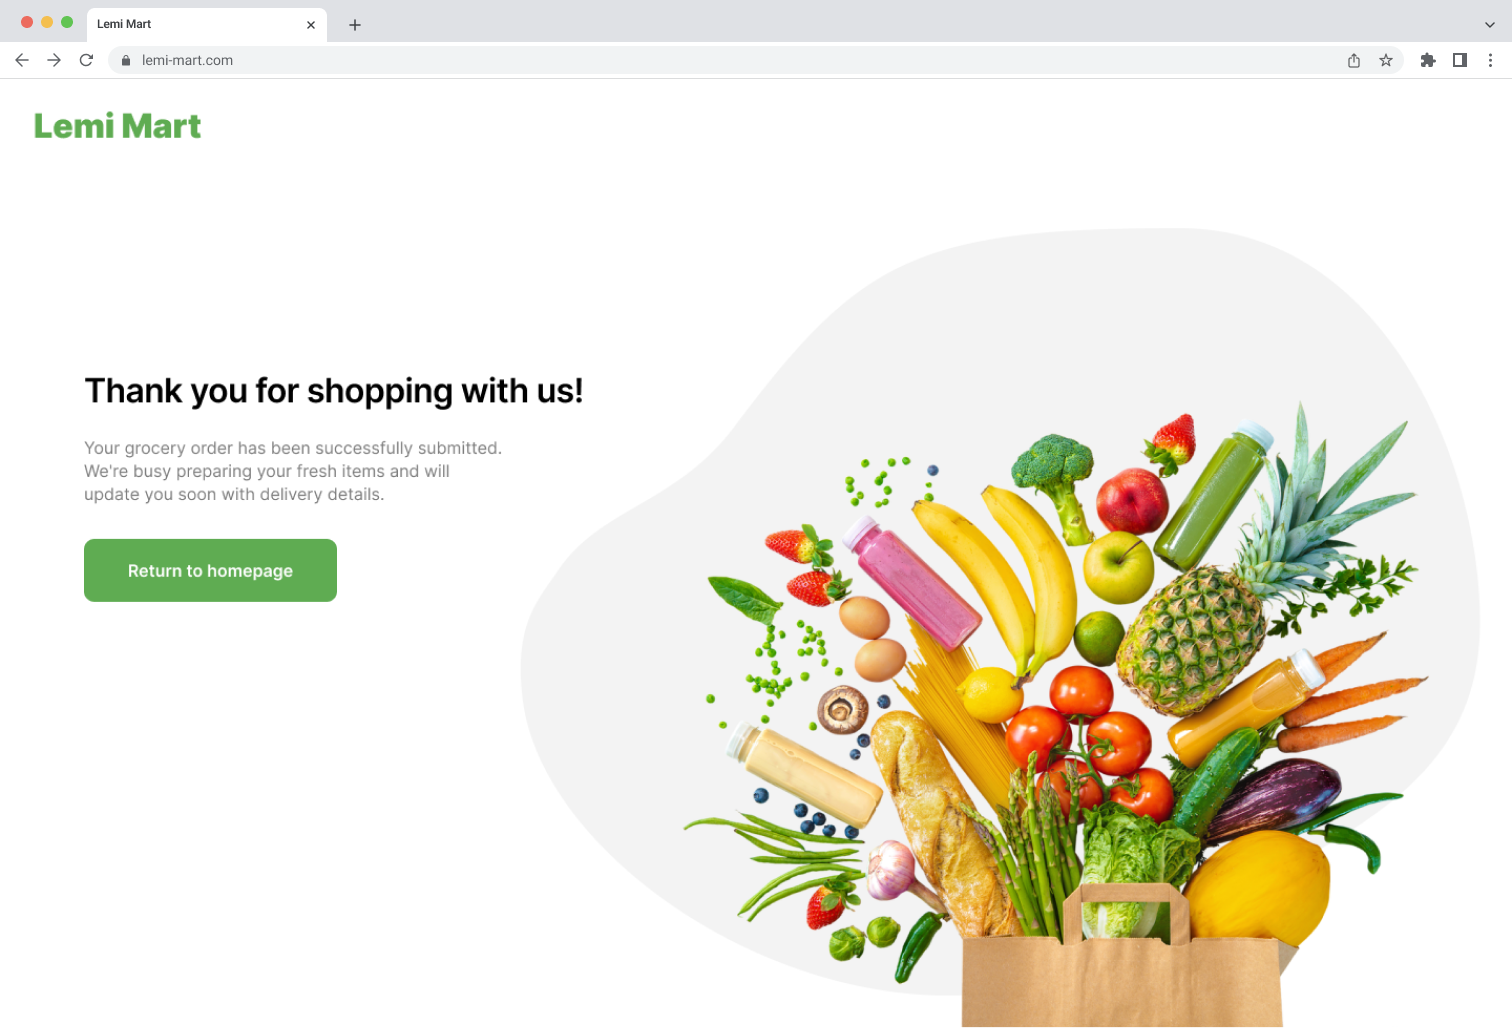 Lemi Mart
lemi-mart.com
Lemi Mart
Thank you for shopping with us!
Your grocery order has been successfully submitted.
We're busy preparing your fresh items and will
update you soon with delivery details.
Return to homepage